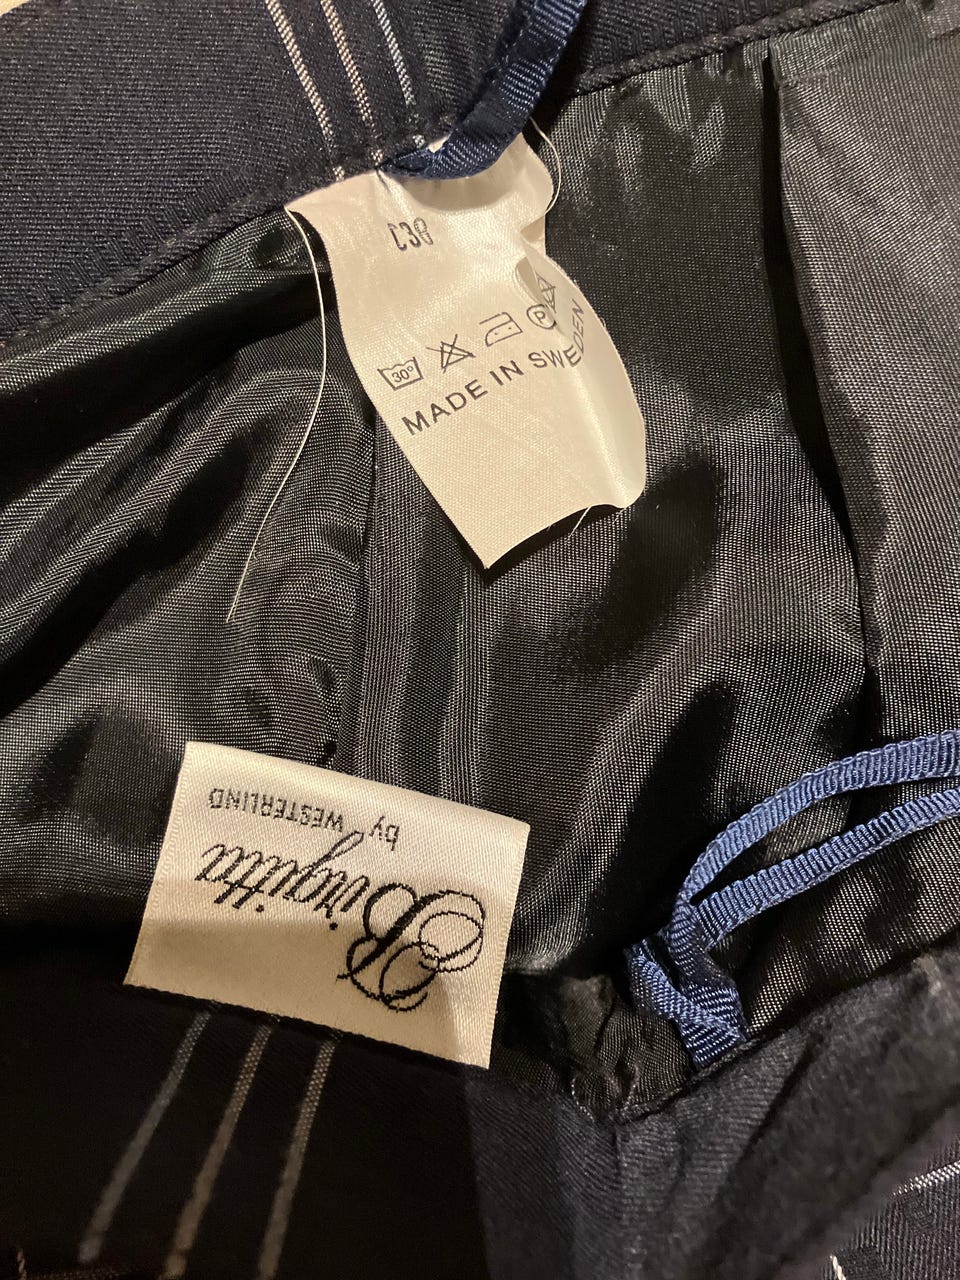 C38
30°
P
MADE IN SWEDEN
Birgitta
by WESTERLIND